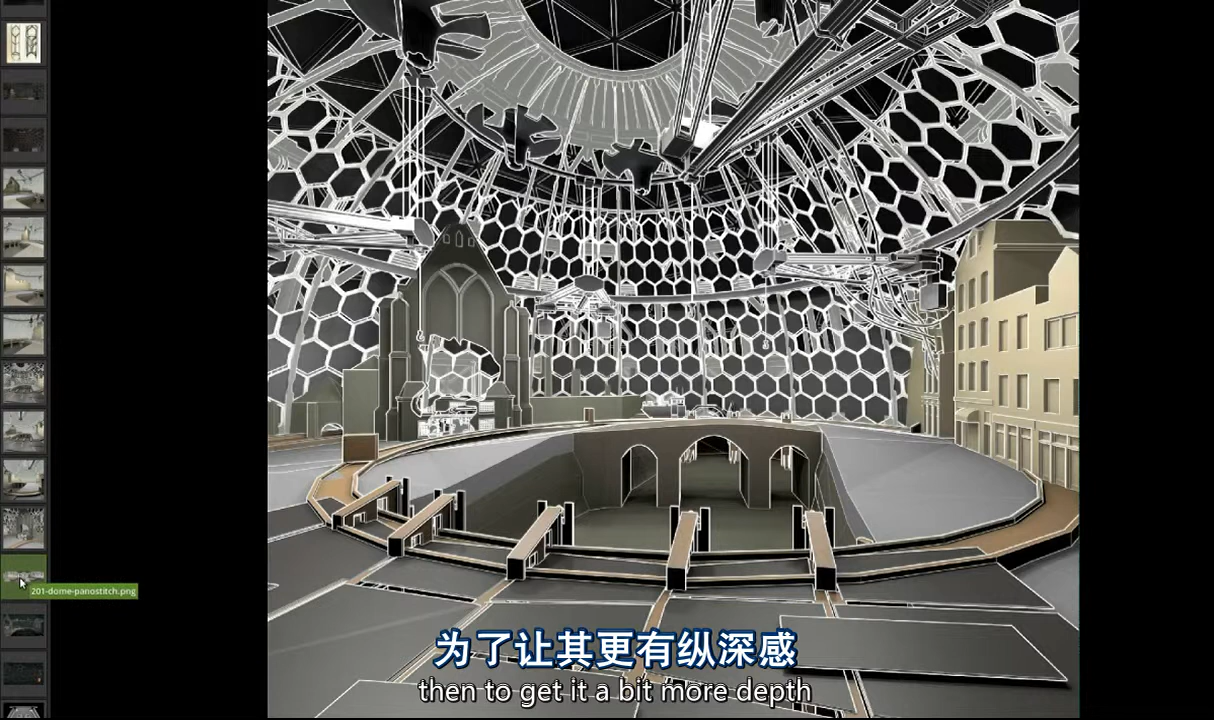 201-dome-panostitch.png
为了让其更有纵深感
then to get it a bit more depth